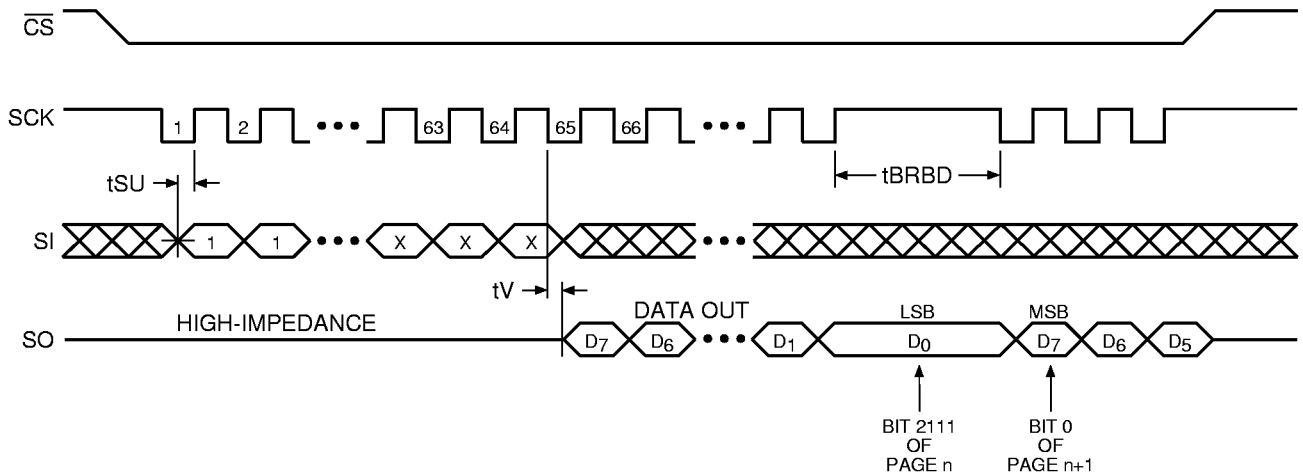 CS
SCK 1 2 63 64 65 66
tSU tBRBD
SI 1 1 X X X
tV
HIGH-IMPEDANCE DATA OUT LSB MSB
SO D7 D6 D1 D0 D7 D6 D5
BIT 2111
OF
PAGE n
BIT 0
OF
PAGE n+1